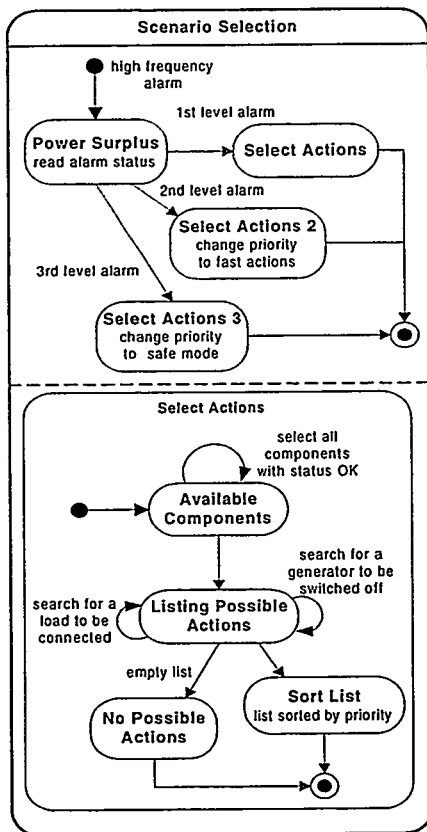 Scenario Selection
high frequency
alarm
1st level alarm
Power Surplus
read alarm status
Select Actions
2nd level alarm
Select Actions 2
change priority
to fast actions
3rd level alarm
Select Actions 3
change priority
to safe mode
Select Actions
select all
components
with status OK
Available
Components
search for a
generator to be
switched off
search for a
load to be
connected
Listing Possible
Actions
empty list
Sort List
list sorted by priority
No Possible
Actions